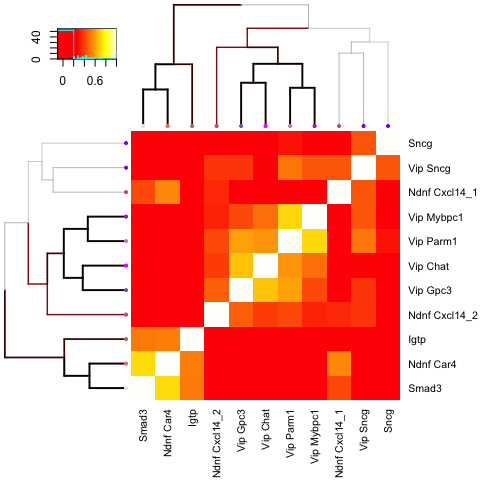 40
0
0
0.6
Sncg
Vip Sncg
Ndnf Cxcl14_1
Vip Mybpc1
Vip Parm1
Vip Chat
Vip Gpc3
Ndnf Cxcl14_2
Igtp
Ndnf Car4
Smad3
Smad3
Ndnf Car4
Igtp
Ndnf Cxcl14_2
Vip Gpc3
Vip Chat
Vip Parm1
Vip Mybpc1
Ndnf Cxcl14_1
Vip Sncg
Sncg